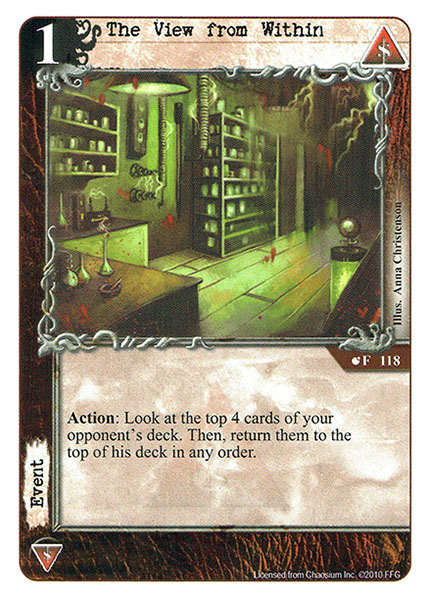 1
The View from Within
Illus. Anna Christenson
F 118
Action: Look at the top 4 cards of your
opponent's deck. Then, return them to the
top of his deck in any order.
Event
Licensed from Chaosium Inc. ©2010 FFG